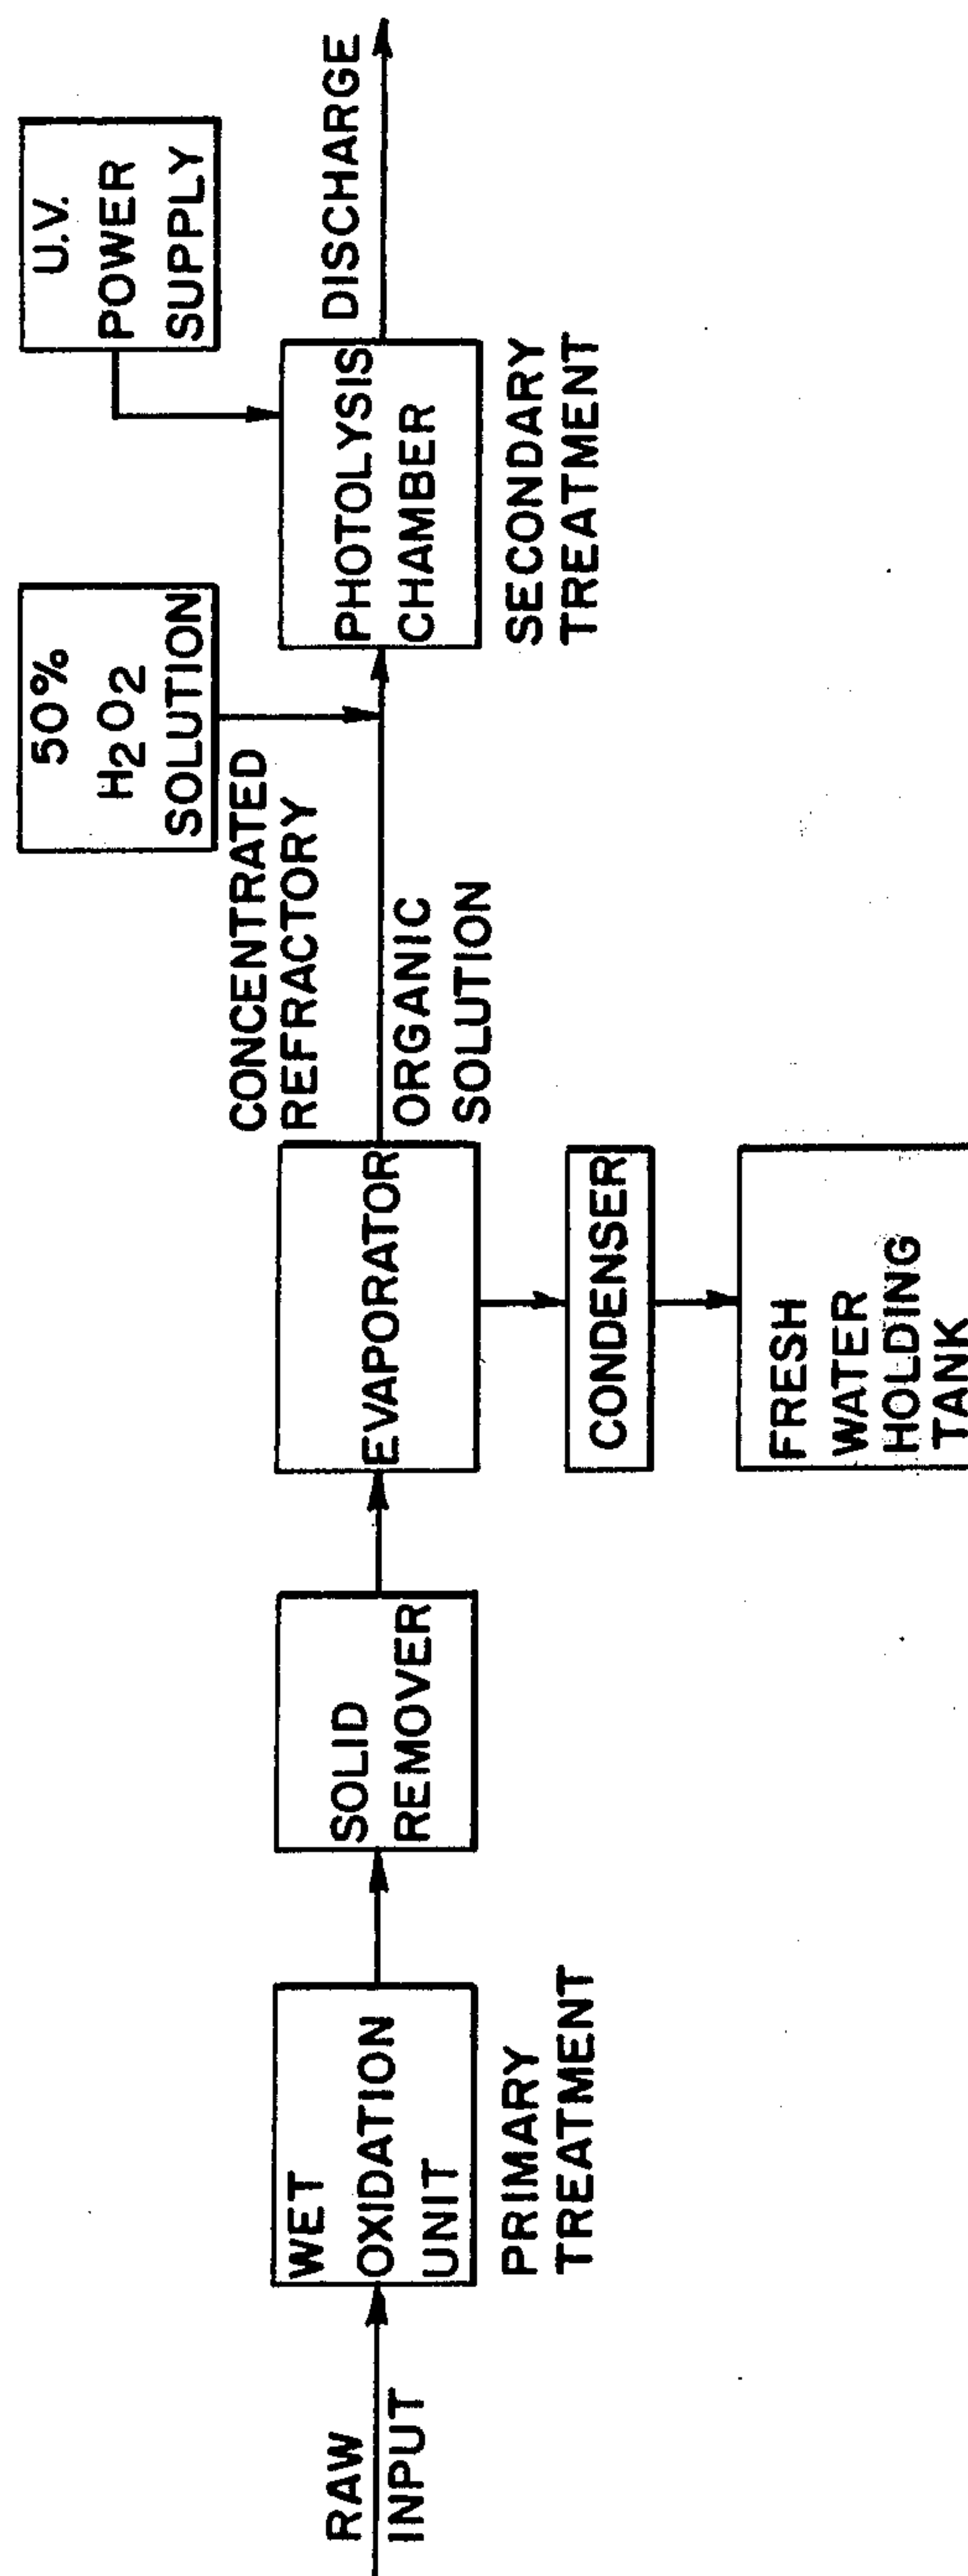 RAW
INPUT
WET
OXIDATION
UNIT
PRIMARY
TREATMENT
SOLID
REMOVER
EVAPORATOR
CONDENSER
FRESH
WATER
HOLDING
TANK
CONCENTRATED
REFRACTORY
ORGANIC
SOLUTION
50%
H2O2
SOLUTION
PHOTOLYSIS
CHAMBER
SECONDARY
TREATMENT
U.V.
POWER
SUPPLY
DISCHARGE